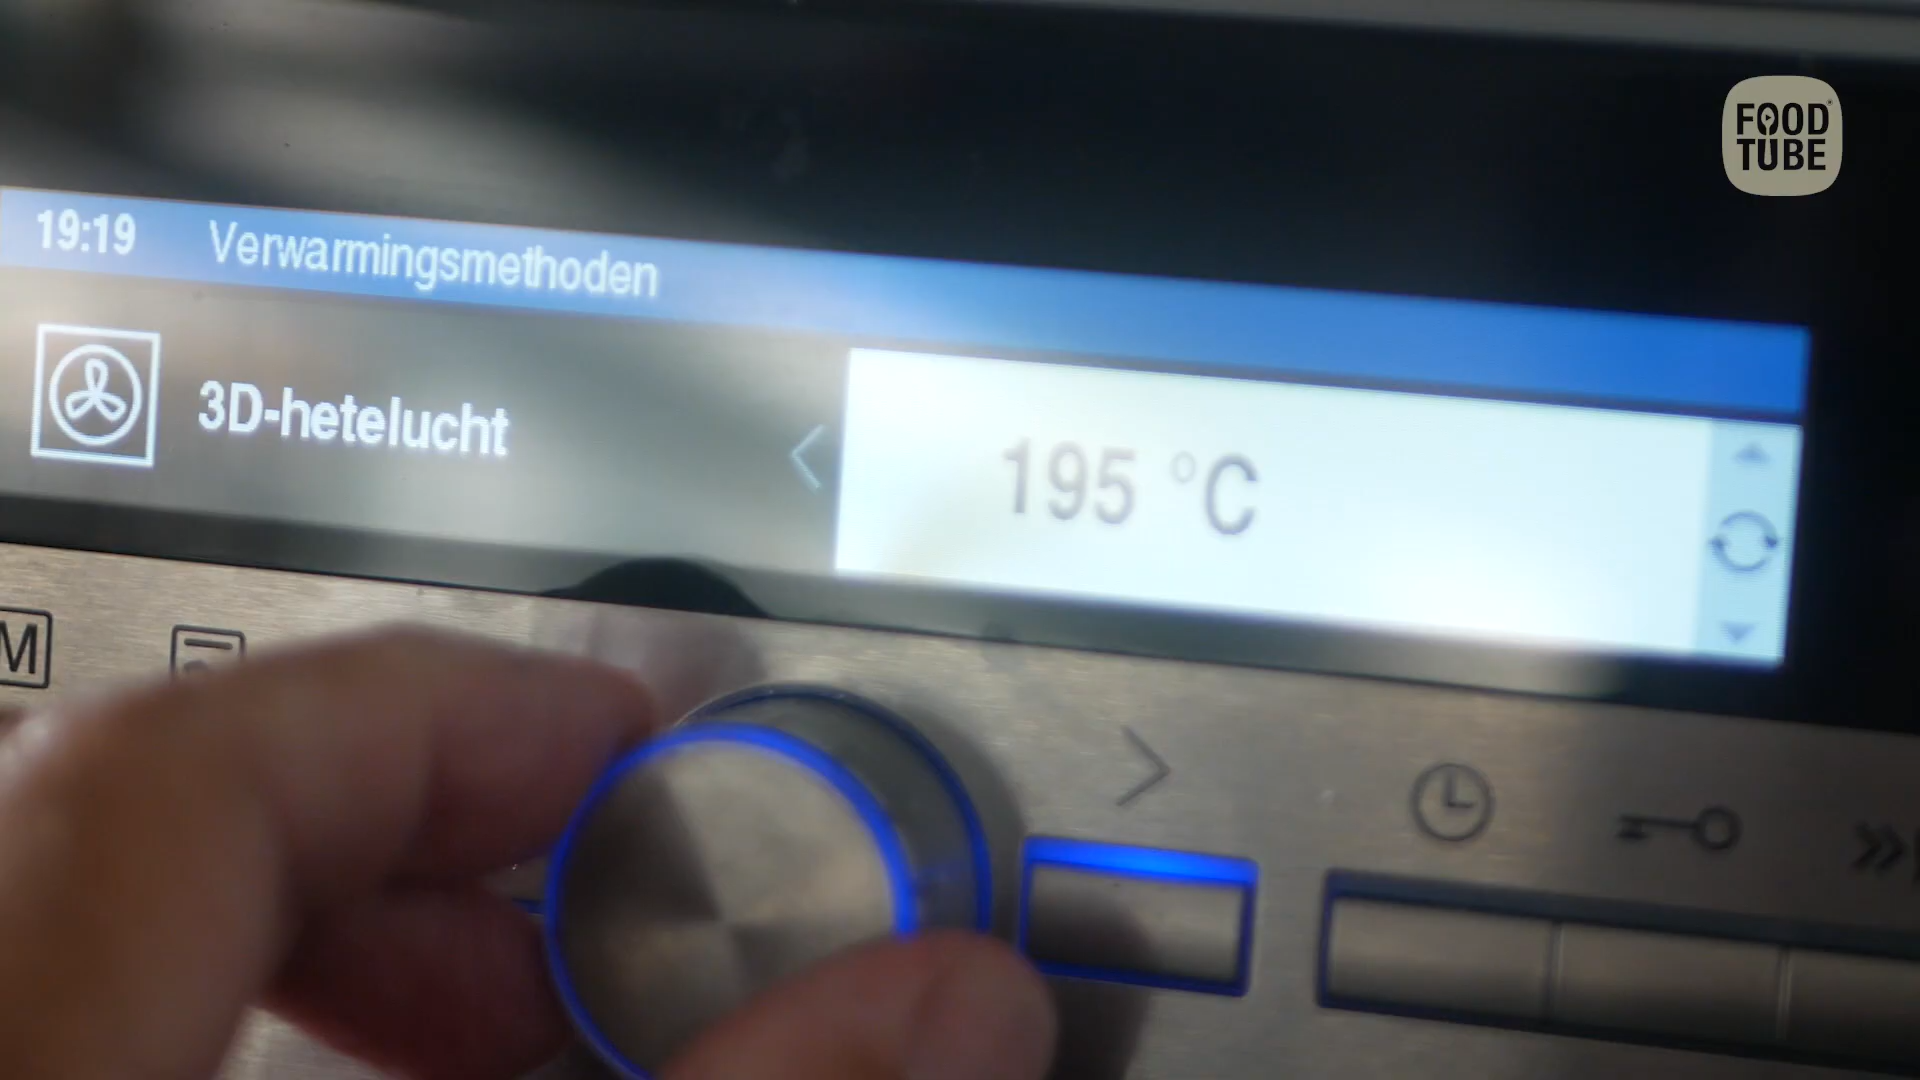 FOOD
TUBE
19:19 Verwarmingsmethoden
3D-hetelucht
195 °C
M